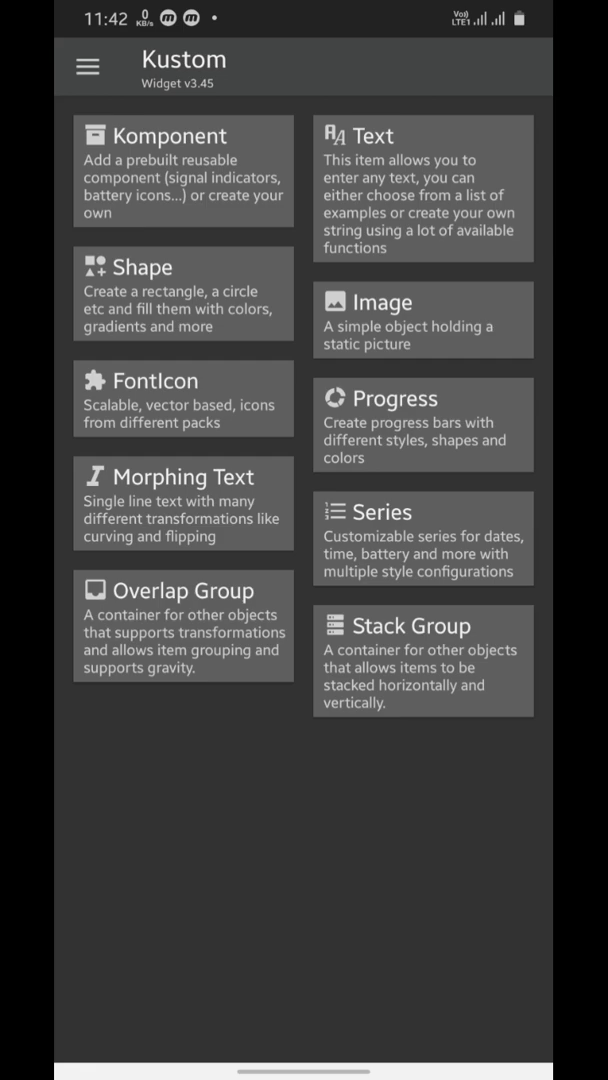 11:42 0 KB/s Vo)) LTE1
Kustom
Widget v3.45
Komponent
Add a prebuilt reusable
component (signal indicators,
battery icons...) or create your
own
Shape
Create a rectangle, a circle
etc and fill them with colors,
gradients and more
FontIcon
Scalable, vector based, icons
from different packs
Morphing Text
Single line text with many
different transformations like
curving and flipping
Overlap Group
A container for other objects
that supports transformations
and allows item grouping and
supports gravity.
Text
This item allows you to
enter any text, you can
either choose from a list of
examples or create your own
string using a lot of available
functions
Image
A simple object holding a
static picture
Progress
Create progress bars with
different styles, shapes and
colors
Series
Customizable series for dates,
time, battery and more with
multiple style configurations
Stack Group
A container for other objects
that allows items to be
stacked horizontally and
vertically.